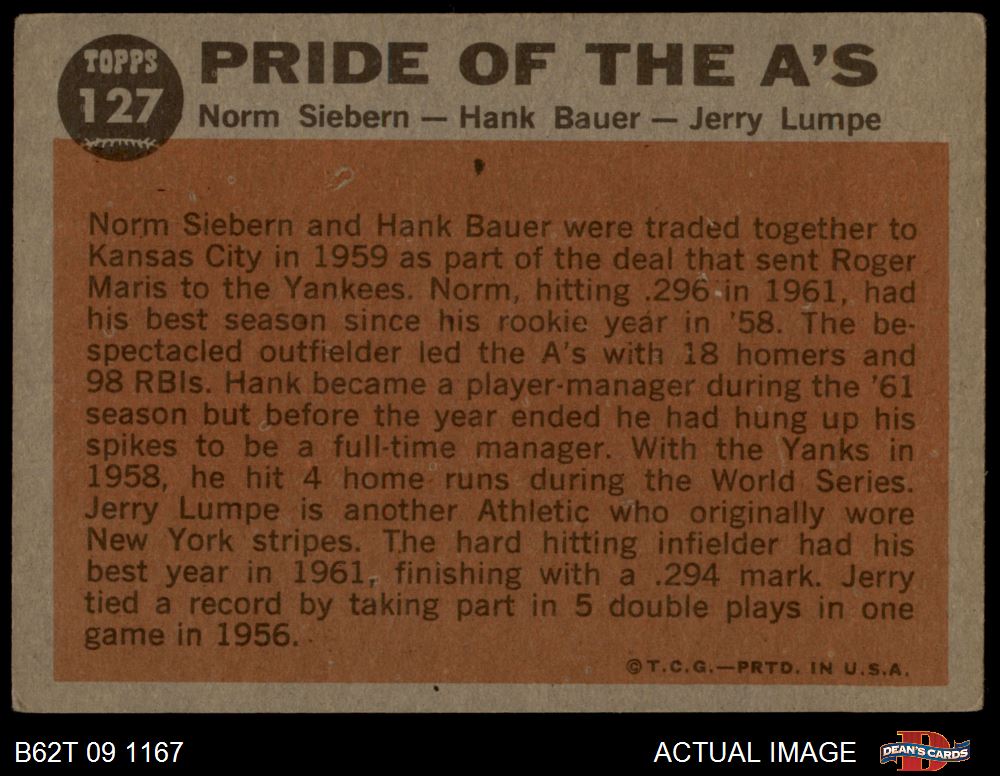 TOPPS
127
PRIDE OF THE A'S
Norm Siebern — Hank Bauer — Jerry Lumpe
Norm Siebern and Hank Bauer were traded together to
Kansas City in 1959 as part of the deal that sent Roger
Maris to the Yankees. Norm, hitting .296 in 1961, had
his best season since his rookie year in '58. The be-
spectacled outfielder led the A's with 18 homers and
98 RBIs. Hank became a player-manager during the '61
season but before the year ended he had hung up his
spikes to be a full-time manager. With the Yanks in
1958, he hit 4 home runs during the World Series.
Jerry Lumpe is another Athletic who originally wore
New York stripes. The hard hitting infielder had his
best year in 1961, finishing with a .294 mark. Jerry
tied a record by taking part in 5 double plays in one
game in 1956.
©T.C.G.—PRTD. IN U.S.A.
B62T 09 1167
ACTUAL IMAGE
D
DEAN'S CARDS